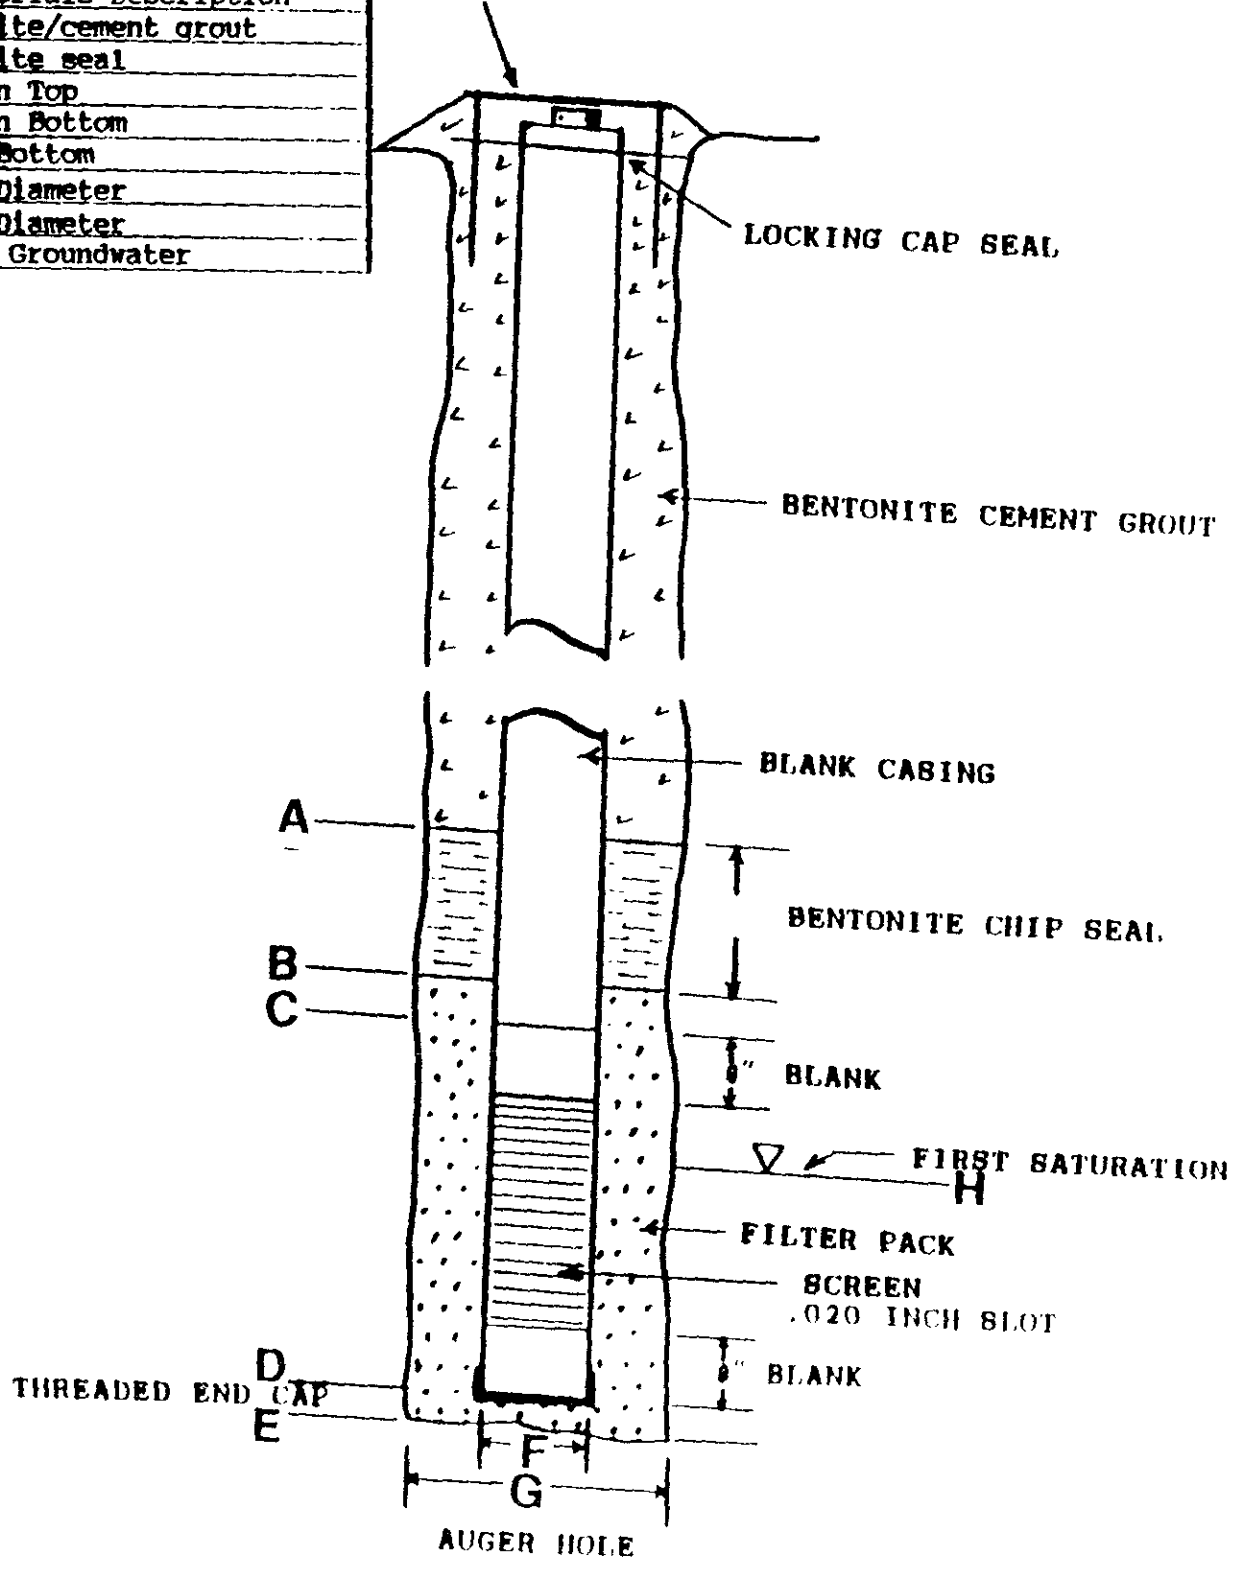 Description
ite/cement grout
ite seal
n Top
n Bottom
Bottom
Diameter
Diameter
Groundwater
LOCKING CAP SEAL
BENTONITE CEMENT GROUT
BLANK CASING
A
BENTONITE CHIP SEAL
B
C
" BLANK
FIRST SATURATION
H
FILTER PACK
SCREEN
.020 INCH SLOT
D
" BLANK
THREADED END CAP
E
F
G
AUGER HOLE